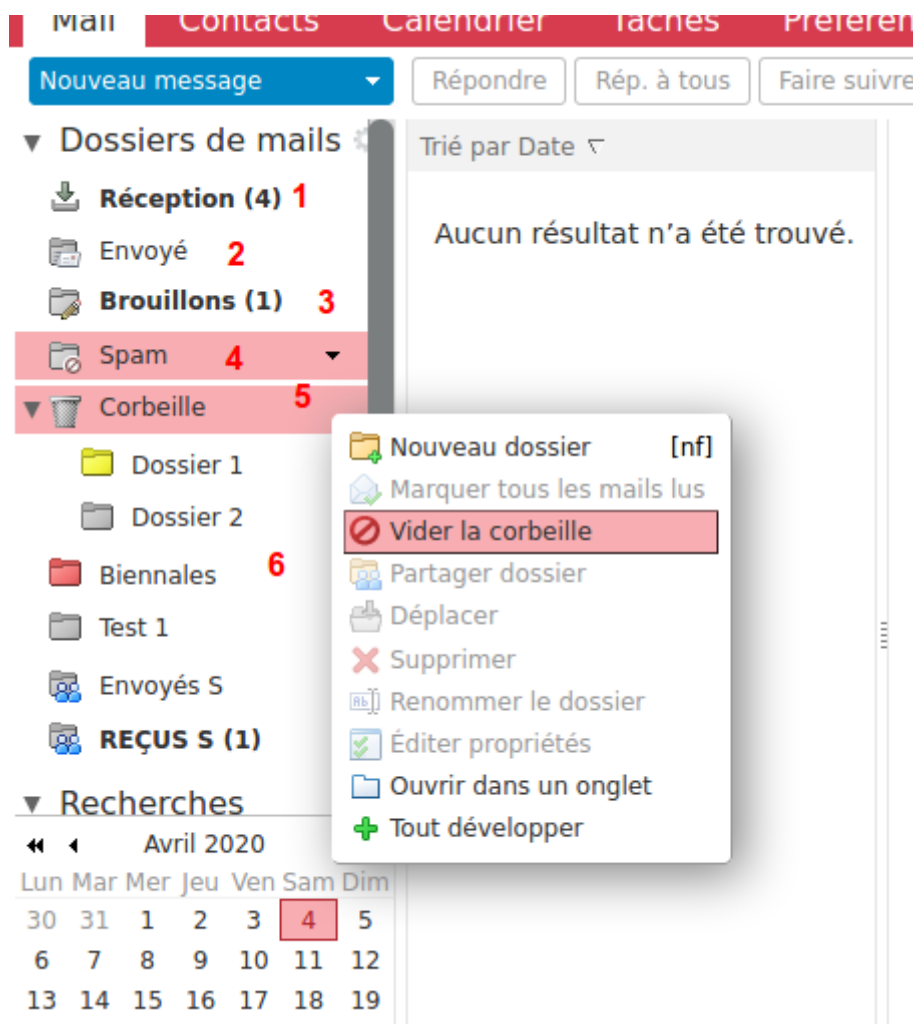 Mail Contacts Calendrier Tâches Préféren
Nouveau message Répondre Rép. à tous Faire suivre
Dossiers de mails
Trié par Date
Réception (4) 1
Aucun résultat n’a été trouvé.
Envoyé 2
Brouillons (1) 3
Spam 4
Corbeille 5
Dossier 1
Dossier 2
Biennales 6
Test 1
Envoyés S
REÇUS S (1)
Recherches
Nouveau dossier [nf]
Marquer tous les mails lus
Vider la corbeille
Partager dossier
Déplacer
Supprimer
Renommer le dossier
Éditer propriétés
Ouvrir dans un onglet
Tout développer
Avril 2020
Lun Mar Mer Jeu Ven Sam Dim
30 31 1 2 3 4 5
6 7 8 9 10 11 12
13 14 15 16 17 18 19